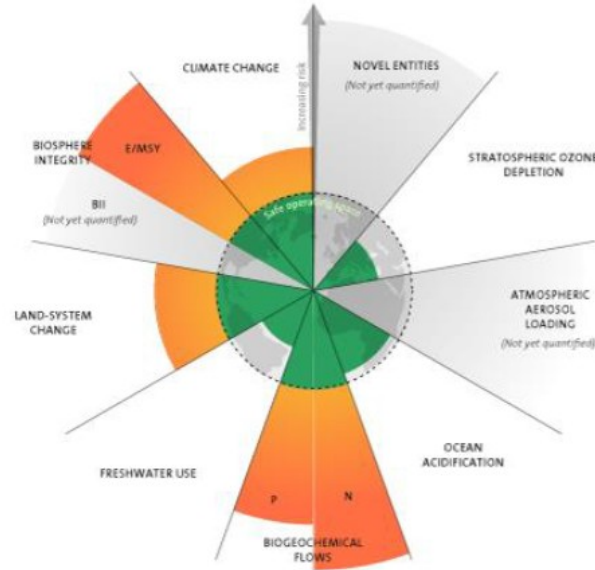 CLIMATE CHANGE
Increasing risk
NOVEL ENTITIES
(Not yet quantified)
STRATOSPHERIC OZONE
DEPLETION
ATMOSPHERIC
AEROSOL
LOADING
(Not yet quantified)
OCEAN
ACIDIFICATION
N
P
BIOGEOCHEMICAL
FLOWS
FRESHWATER USE
LAND-SYSTEM
CHANGE
BIOSPHERE
INTEGRITY
E/MSY
BII
(Not yet quantified)
Safe operating space